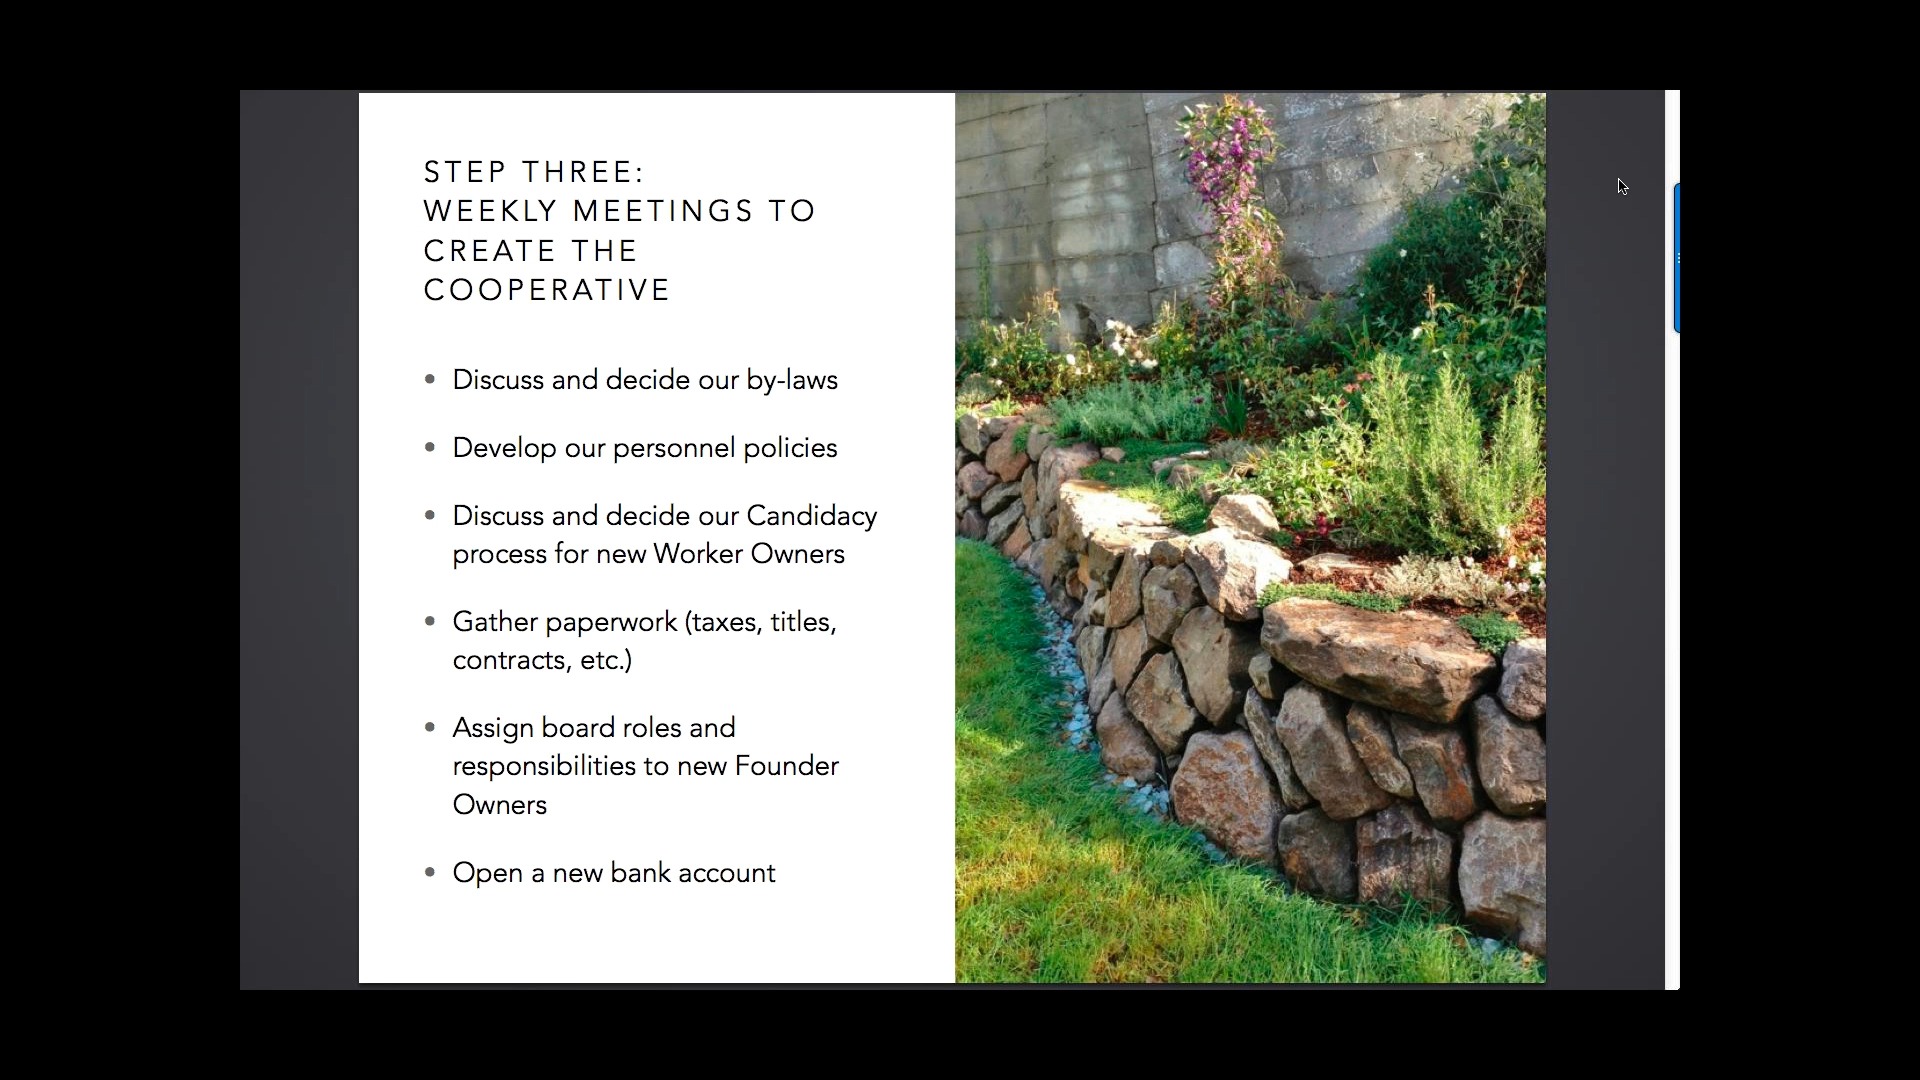 STEP THREE:
WEEKLY MEETINGS TO
CREATE THE
COOPERATIVE
• Discuss and decide our by-laws
• Develop our personnel policies
• Discuss and decide our Candidacy
process for new Worker Owners
• Gather paperwork (taxes, titles,
contracts, etc.)
• Assign board roles and
responsibilities to new Founder
Owners
• Open a new bank account